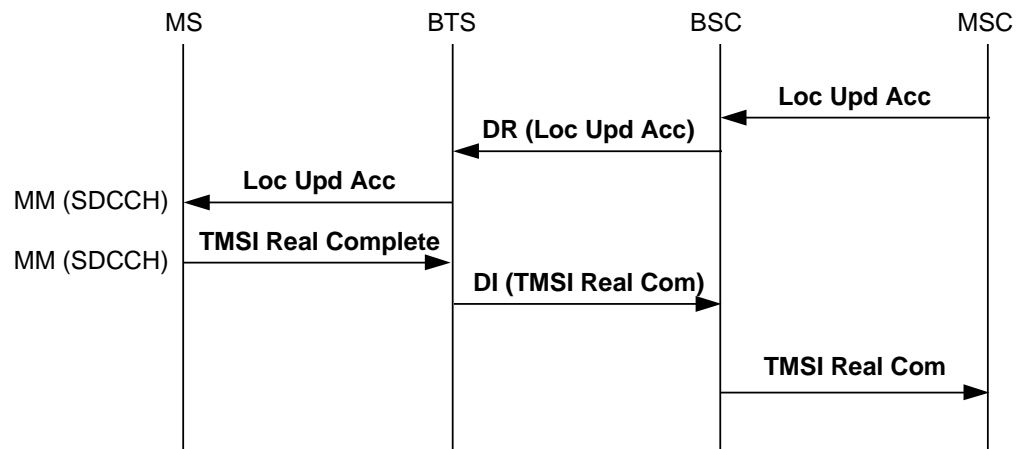 MS BTS BSC MSC
Loc Upd Acc
DR (Loc Upd Acc)
Loc Upd Acc
MM (SDCCH)
TMSI Real Complete
MM (SDCCH)
DI (TMSI Real Com)
TMSI Real Com